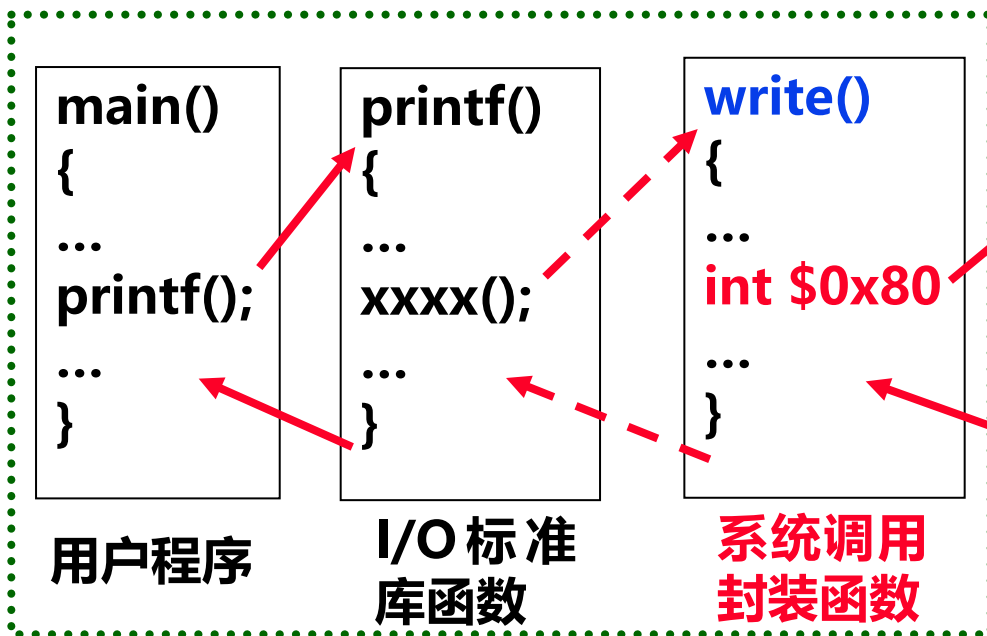 main()
{
...
printf();
...
}
用户程序
printf()
{
...
xxxx();
...
}
I/O标准
库函数
write()
{
...
int $0x80
...
}
系统调用
封装函数